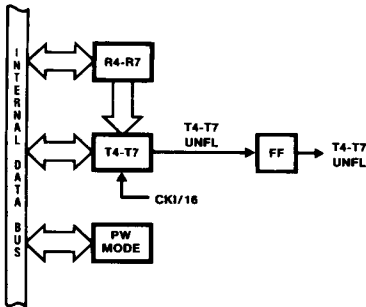 INTERNAL DATA BUS
R4-R7
T4-T7
UNFL
T4-T7
FF
T4-T7
UNFL
CKI/16
PW
MODE